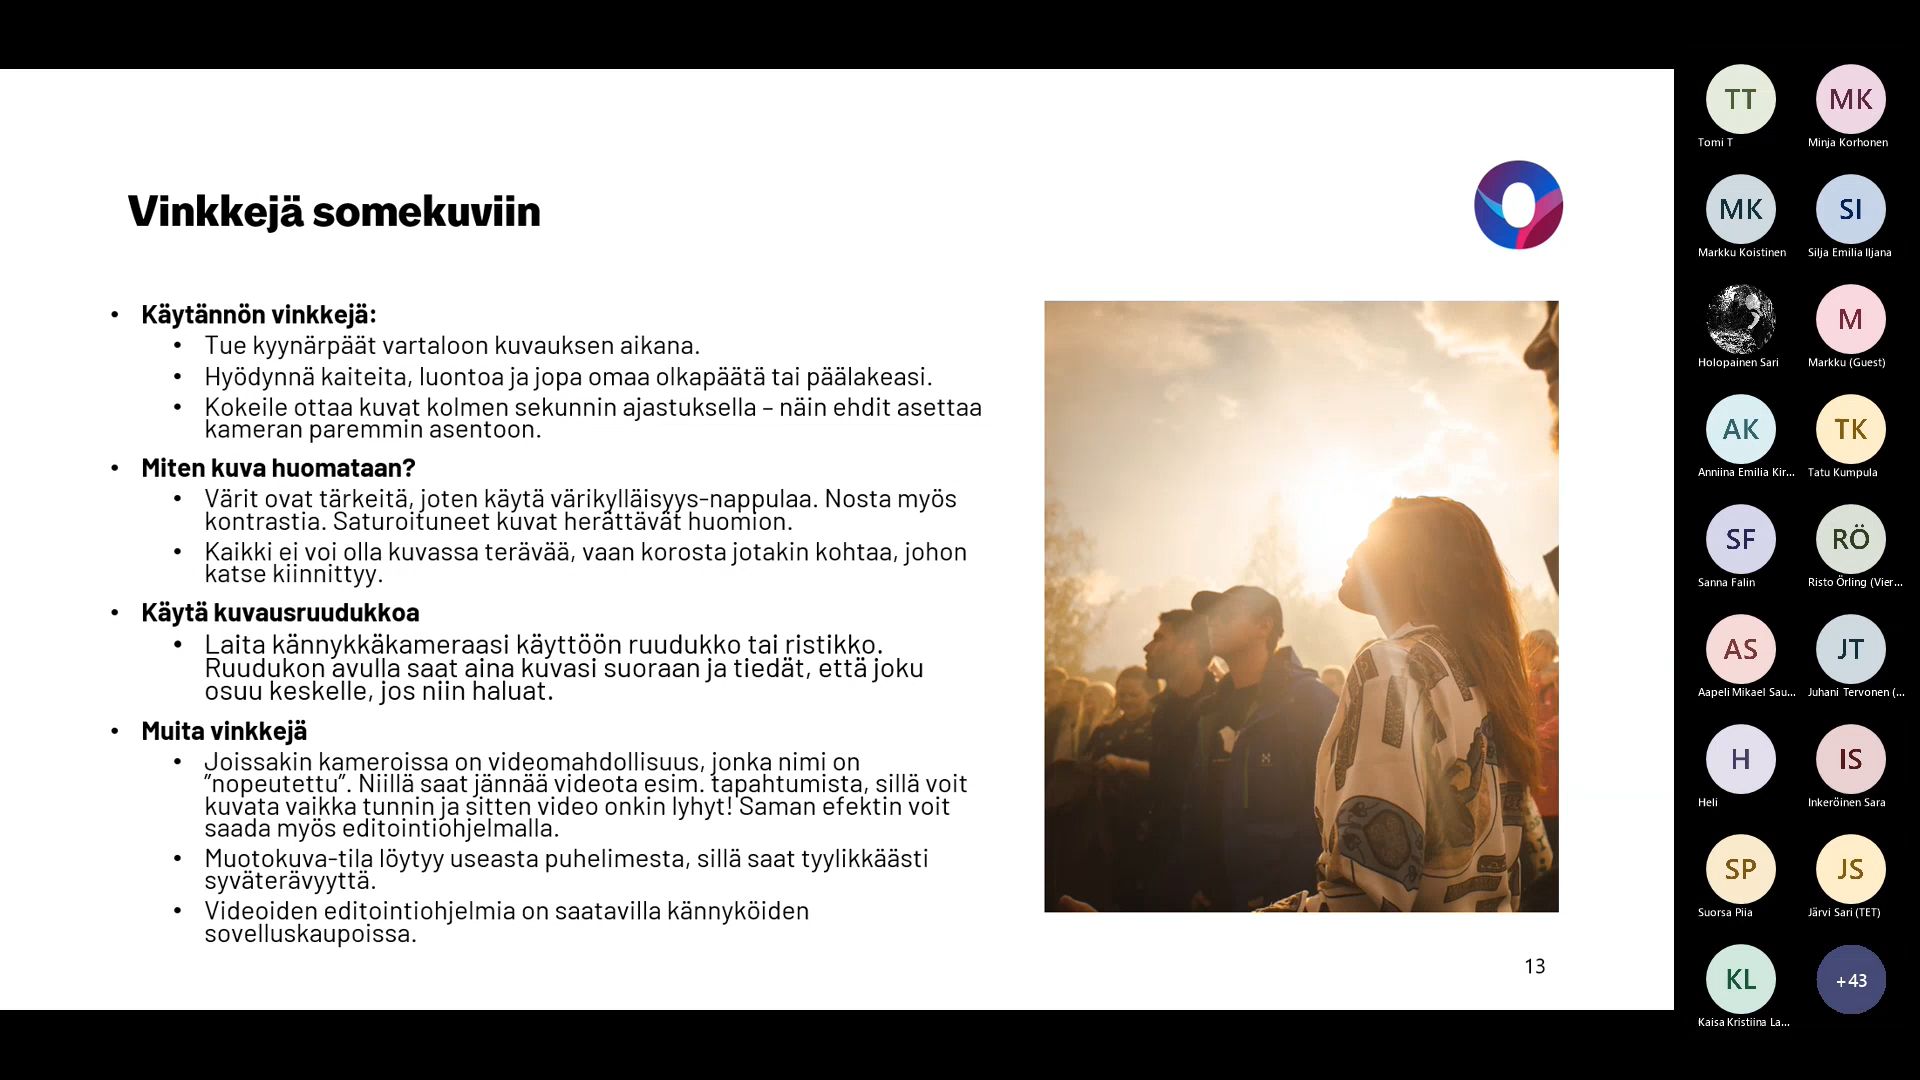 Vinkkejä somekuviin
• Käytännön vinkkejä:
• Tue kyynärpäät vartaloon kuvauksen aikana.
• Hyödynnä kaiteita, luontoa ja jopa omaa olkapäätä tai päälakeasi.
• Kokeile ottaa kuvat kolmen sekunnin ajastuksella – näin ehdit asettaa
kameran paremmin asentoon.
• Miten kuva huomataan?
• Värit ovat tärkeitä, joten käytä värikylläisyys-nappulaa. Nosta myös
kontrastia. Saturoituneet kuvat herättävät huomion.
• Kaikki ei voi olla kuvassa terävää, vaan korosta jotakin kohtaa, johon
katse kiinnittyy.
• Käytä kuvausruudukkoa
• Laita kännykkäkameraasi käyttöön ruudukko tai ristikko.
Ruudukon avulla saat aina kuvasi suoraan ja tiedät, että joku
osuu keskelle, jos niin haluat.
• Muita vinkkejä
• Joissakin kameroissa on videomahdollisuus, jonka nimi on
”nopeutettu”. Niillä saat jännää videota esim. tapahtumista, sillä voit
kuvata vaikka tunnin ja sitten video onkin lyhyt! Saman efektin voit
saada myös editointiohjelmalla.
• Muotokuva-tila löytyy useasta puhelimesta, sillä saat tyylikkäästi
syväterävyyttä.
• Videoiden editointiohjelmia on saatavilla kännyköiden
sovelluskaupoissa.
13
TT MK
Tomi T Minja Korhonen
MK SI
Markku Koistinen Silja Emilia Iljana
M
Holopainen Sari Markku (Guest)
AK TK
Anniina Emilia Kir... Tatu Kumpula
SF RÖ
Sanna Falin Risto Örling (Vier...
AS JT
Aapeli Mikael Sau... Juhani Tervonen (...
H IS
Heli Inkeröinen Sara
SP JS
Suorsa Piia Järvi Sari (TET)
KL +43
Kaisa Kristiina La...